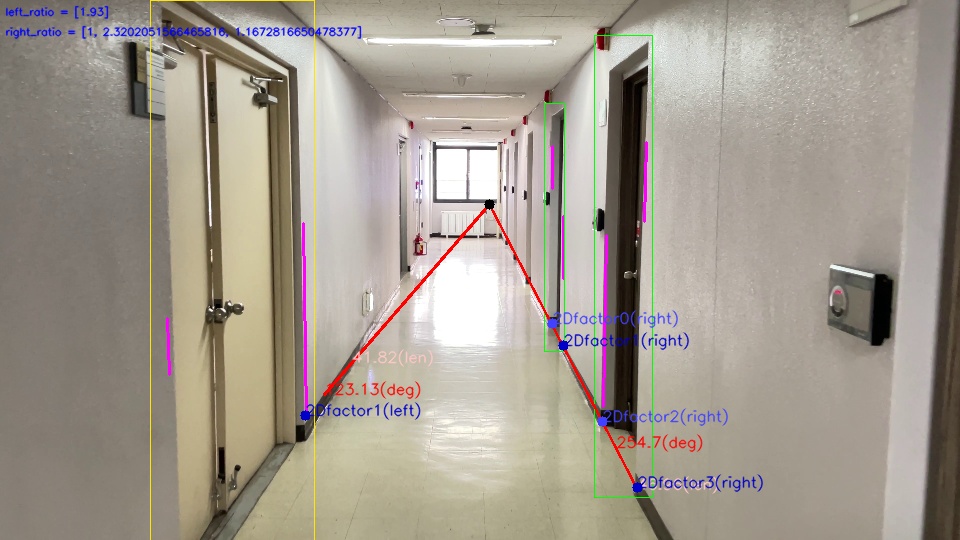 left_ratio = [1.93]
right_ratio = [1, 2.3202051566465816, 1.1672816650478377]
2Dfactor0(right)
2Dfactor1(right)
41.82(len)
123.13(deg)
2Dfactor1(left)
2Dfactor2(right)
254.7(deg)
2Dfactor3(right)